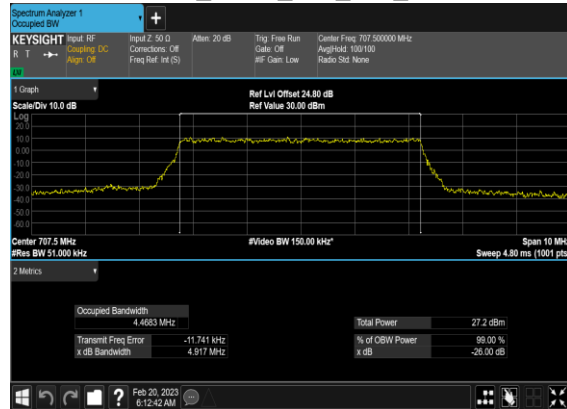 Spectrum Analyzer 1
Occupied BW
+
KEYSIGHT Input: RF Input Z: 50 Ω Atten: 20 dB Trig: Free Run Center Freq: 707.500000 MHz
R T Coupling: DC Corrections: Off Gate: Off Avg|Hold: 100/100
Align: Off Freq Ref: Int (S) #IF Gain: Low Radio Std: None
1 Graph
Ref Lvl Offset 24.80 dB
Scale/Div 10.0 dB Ref Value 30.00 dBm
Log
20.0
10.0
0.00
-10.0
-20.0
-30.0
-40.0
-50.0
-60.0
Center 707.5 MHz #Video BW 150.00 kHz* Span 10 MHz
#Res BW 51.000 kHz Sweep 4.80 ms (1001 pts
2 Metrics
Occupied Bandwidth
4.4683 MHz Total Power 27.2 dBm
Transmit Freq Error -11.741 kHz % of OBW Power 99.00 %
x dB Bandwidth 4.917 MHz x dB -26.00 dB
? Feb 20, 2023
6:12:42 AM